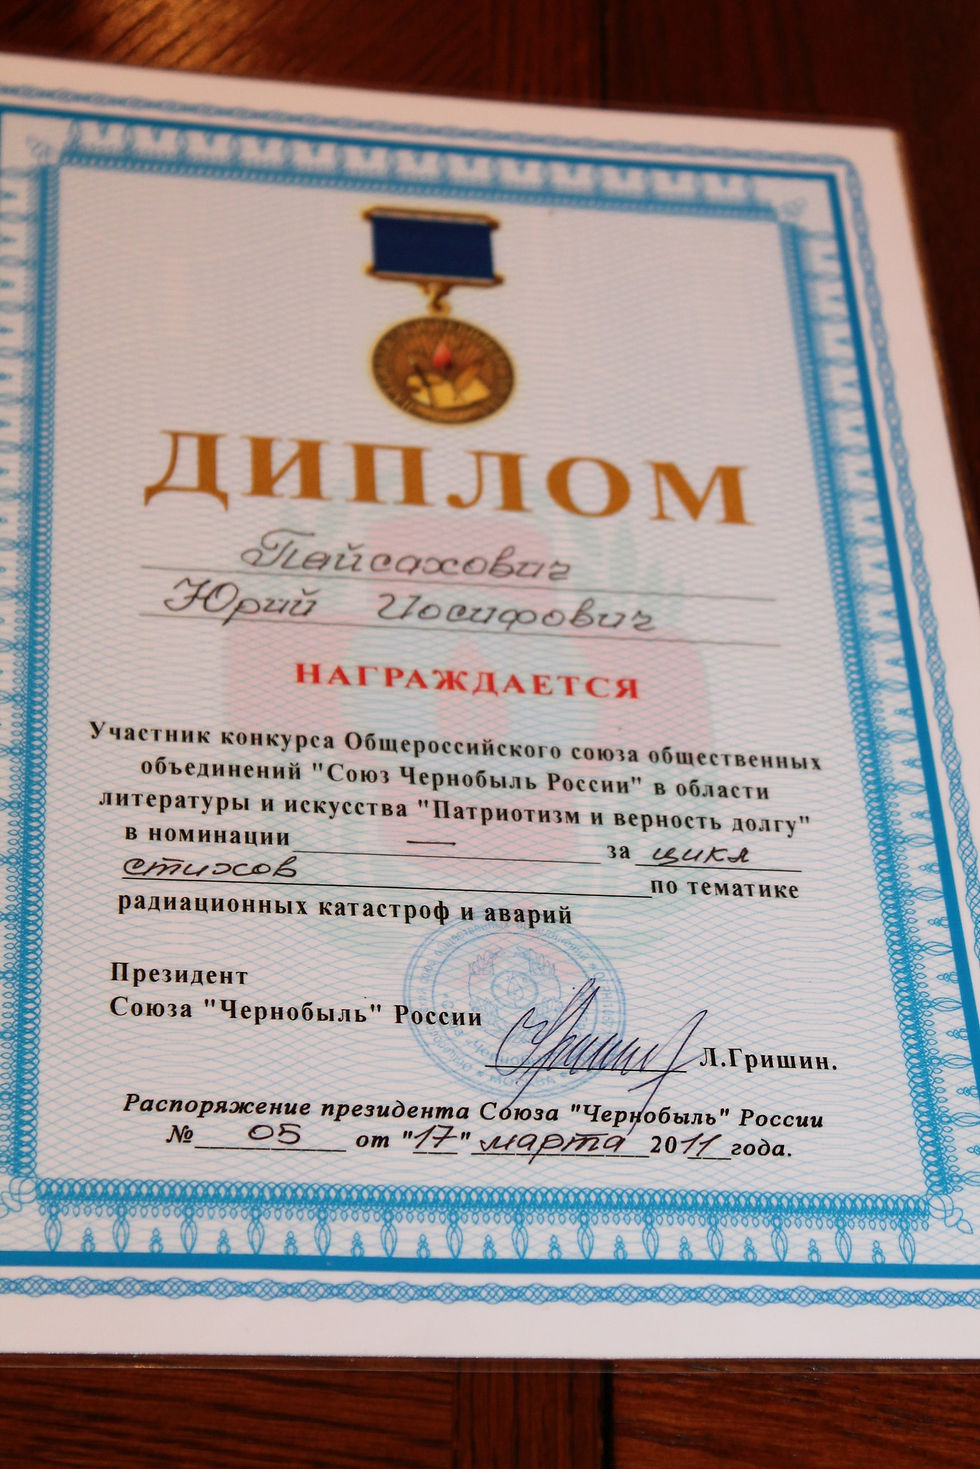 ДИПЛОМ
Пайсахович
Юрий Иосифович
НАГРАЖДАЕТСЯ
Участник конкурса Общероссийского союза общественных
объединений "Союз Чернобыль России" в области
литературы и искусства "Патриотизм и верность долгу"
в номинации — за цикл
стихов по тематике
радиационных катастроф и аварий
Президент
Союза "Чернобыль" России
Л.Гришин.
Распоряжение президента Союза "Чернобыль" России
№ 05 от "17" марта 2011 года.